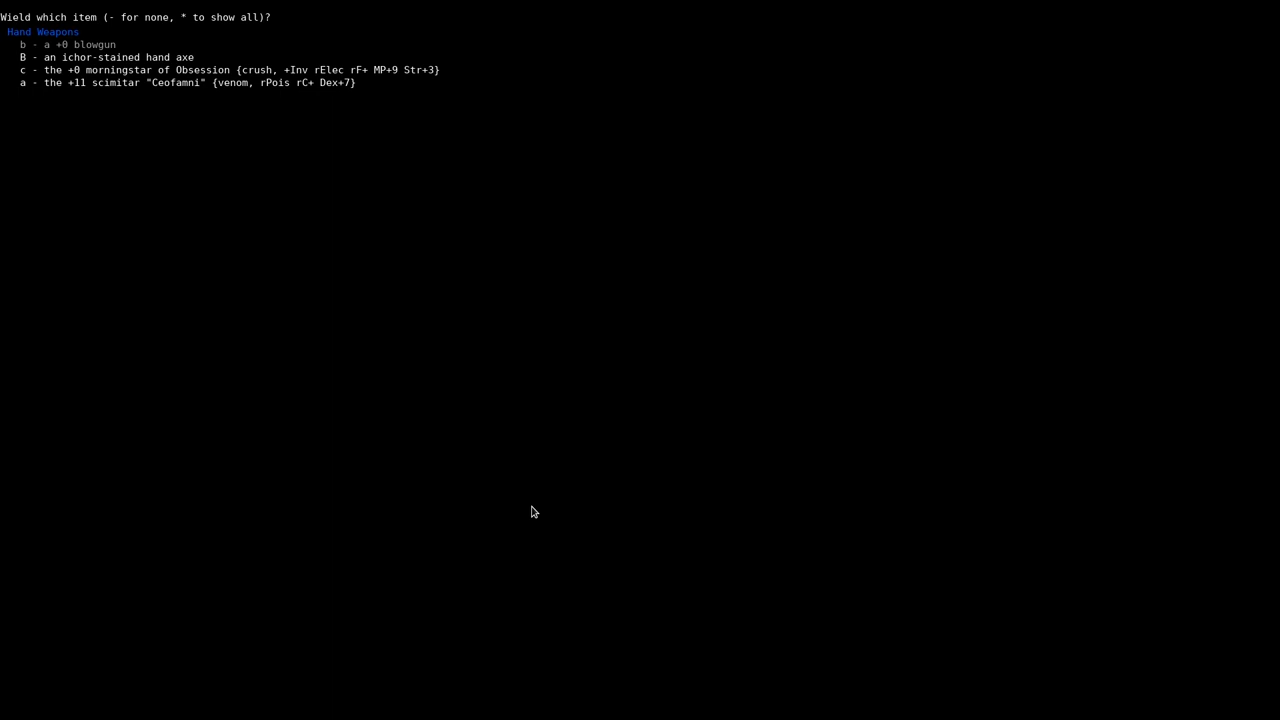 Wield which item (- for none, * to show all)?
Hand Weapons
b - a +0 blowgun
B - an ichor-stained hand axe
c - the +0 morningstar of Obsession {crush, +Inv rElec rF+ MP+9 Str+3}
a - the +11 scimitar "Ceofamni" {venom, rPois rC+ Dex+7}